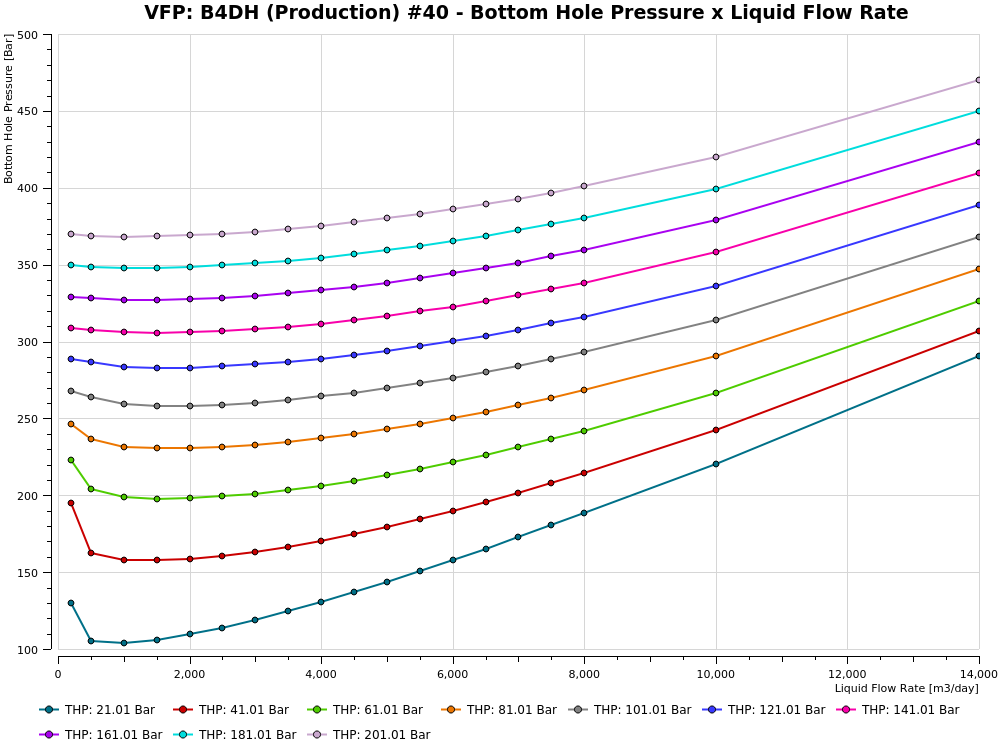 VFP: B4DH (Production) #40 - Bottom Hole Pressure x Liquid Flow Rate
Bottom Hole Pressure [Bar]
500
450
400
350
300
250
200
150
100
0 2,000 4,000 6,000 8,000 10,000 12,000 14,000
Liquid Flow Rate [m3/day]
THP: 21.01 Bar THP: 41.01 Bar THP: 61.01 Bar THP: 81.01 Bar THP: 101.01 Bar THP: 121.01 Bar THP: 141.01 Bar
THP: 161.01 Bar THP: 181.01 Bar THP: 201.01 Bar